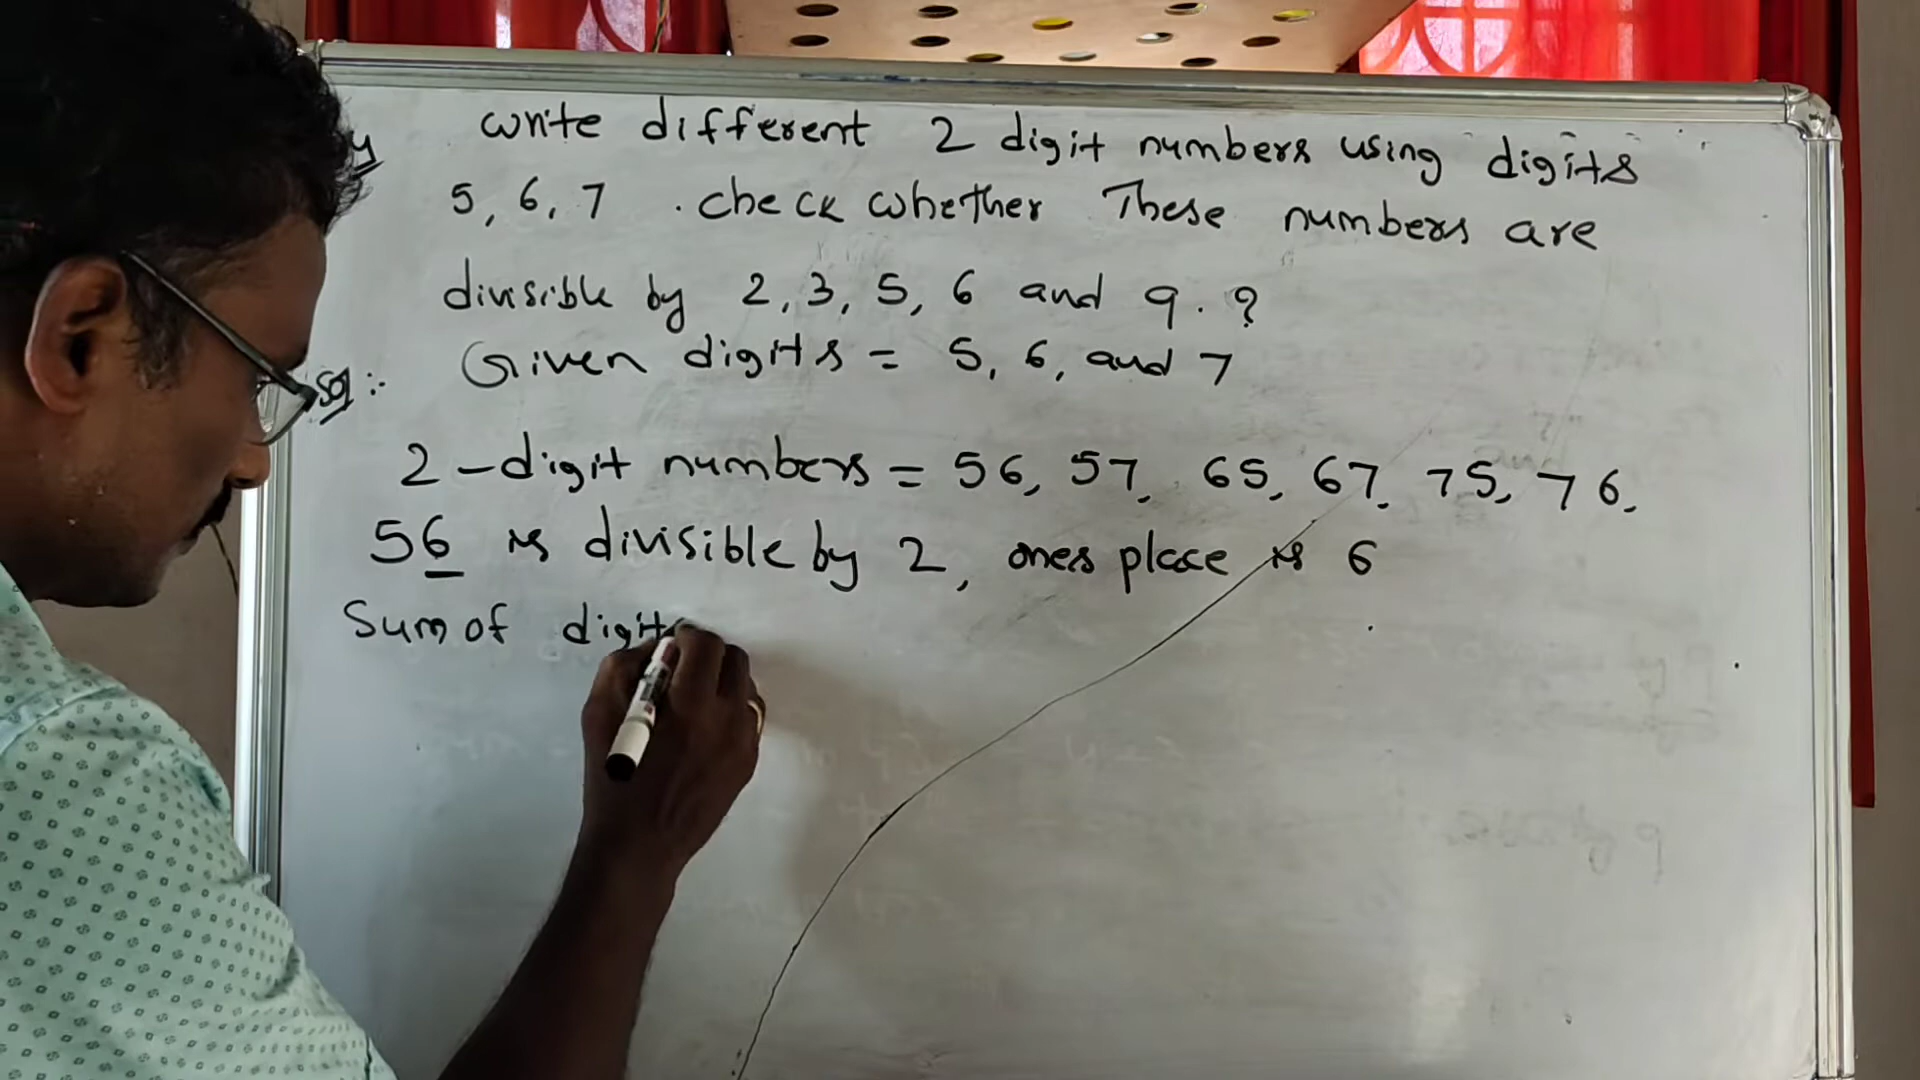 write different 2 digit numbers using digits
5, 6, 7 . check whether These numbers are
divisible by 2, 3, 5, 6 and 9. ?
Sol :- Given digits = 5, 6, and 7
2-digit numbers = 56, 57, 65, 67, 75, 76.
56 is divisible by 2, ones place is 6
Sum of digits